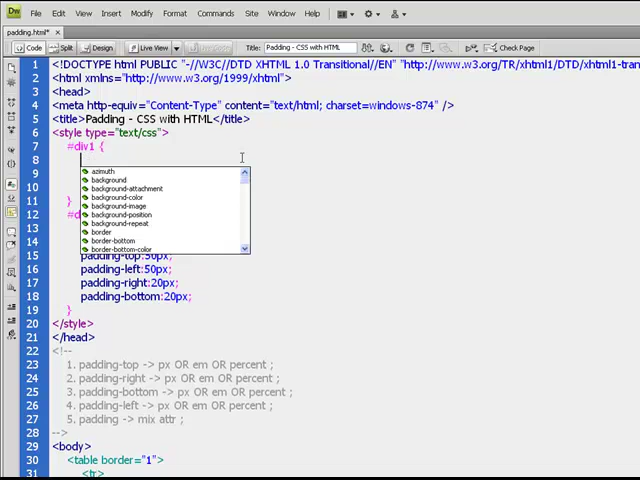 Dw File Edit View Insert Modify Format Commands Site Window Help
padding.html*
Code Split Design Live View Title: Padding - CSS with HTML Check Page
1 <!DOCTYPE html PUBLIC "-//W3C//DTD XHTML 1.0 Transitional//EN" "http://www.w3.org/TR/xhtml1/DTD/xhtml1-tran
2 <html xmlns="http://www.w3.org/1999/xhtml">
3 <head>
4 <meta http-equiv="Content-Type" content="text/html; charset=windows-874" />
5 <title>Padding - CSS with HTML</title>
6 <style type="text/css">
7 #div1 {
8
azimuth
9 background
background-attachment
10 background-color
background-image
11 }
12 #d
background-position
13 background-repeat
border
14 border-bottom
border-bottom-color
15 padding-top:50px;
16 padding-left:50px;
17 padding-right:20px;
18 padding-bottom:20px;
19 }
20 </style>
21 </head>
22 <!--
23 1. padding-top -> px OR em OR percent ;
24 2. padding-right -> px OR em OR percent ;
25 3. padding-bottom -> px OR em OR percent ;
26 4. padding-left -> px OR em OR percent ;
27 5. padding -> mix attr ;
28 -->
29 <body>
30 <table border="1">
31 <tr>